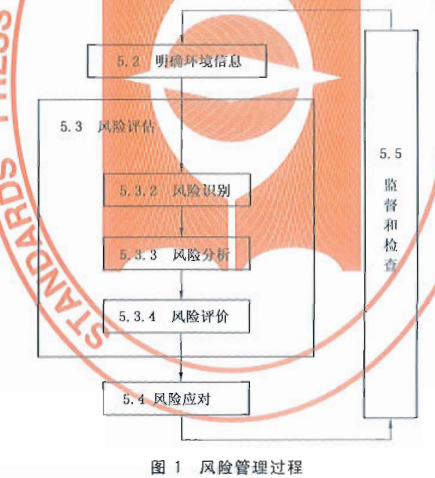 5.2 明确环境信息
5.3 风险评估
5.3.2 风险识别
5.3.3 风险分析
5.3.4 风险评价
5.4 风险应对
5.5
监
督
和
检
查
STANDARDS
图 1 风险管理过程